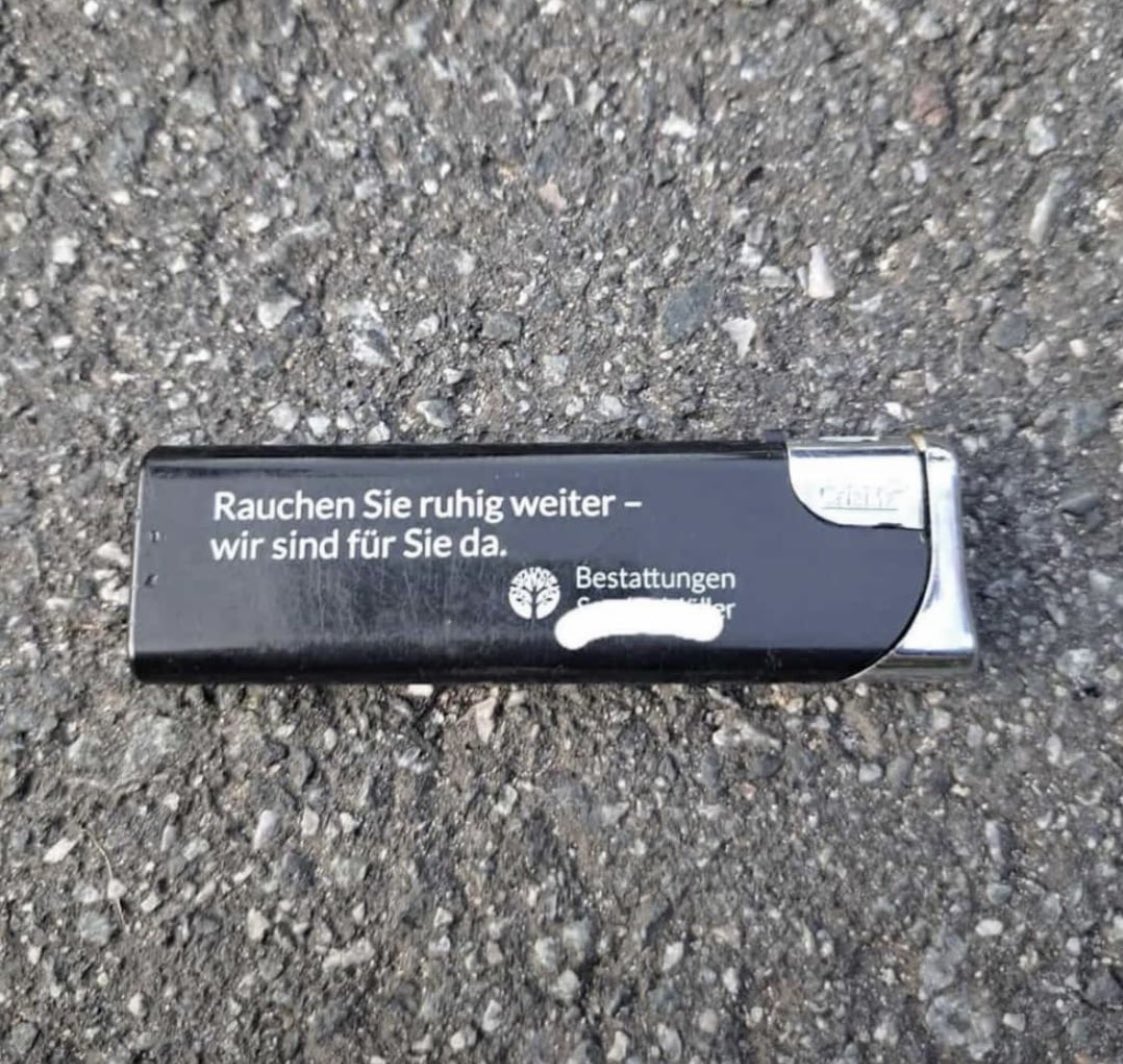 Rauchen Sie ruhig weiter –
wir sind für Sie da.
Bestattungen